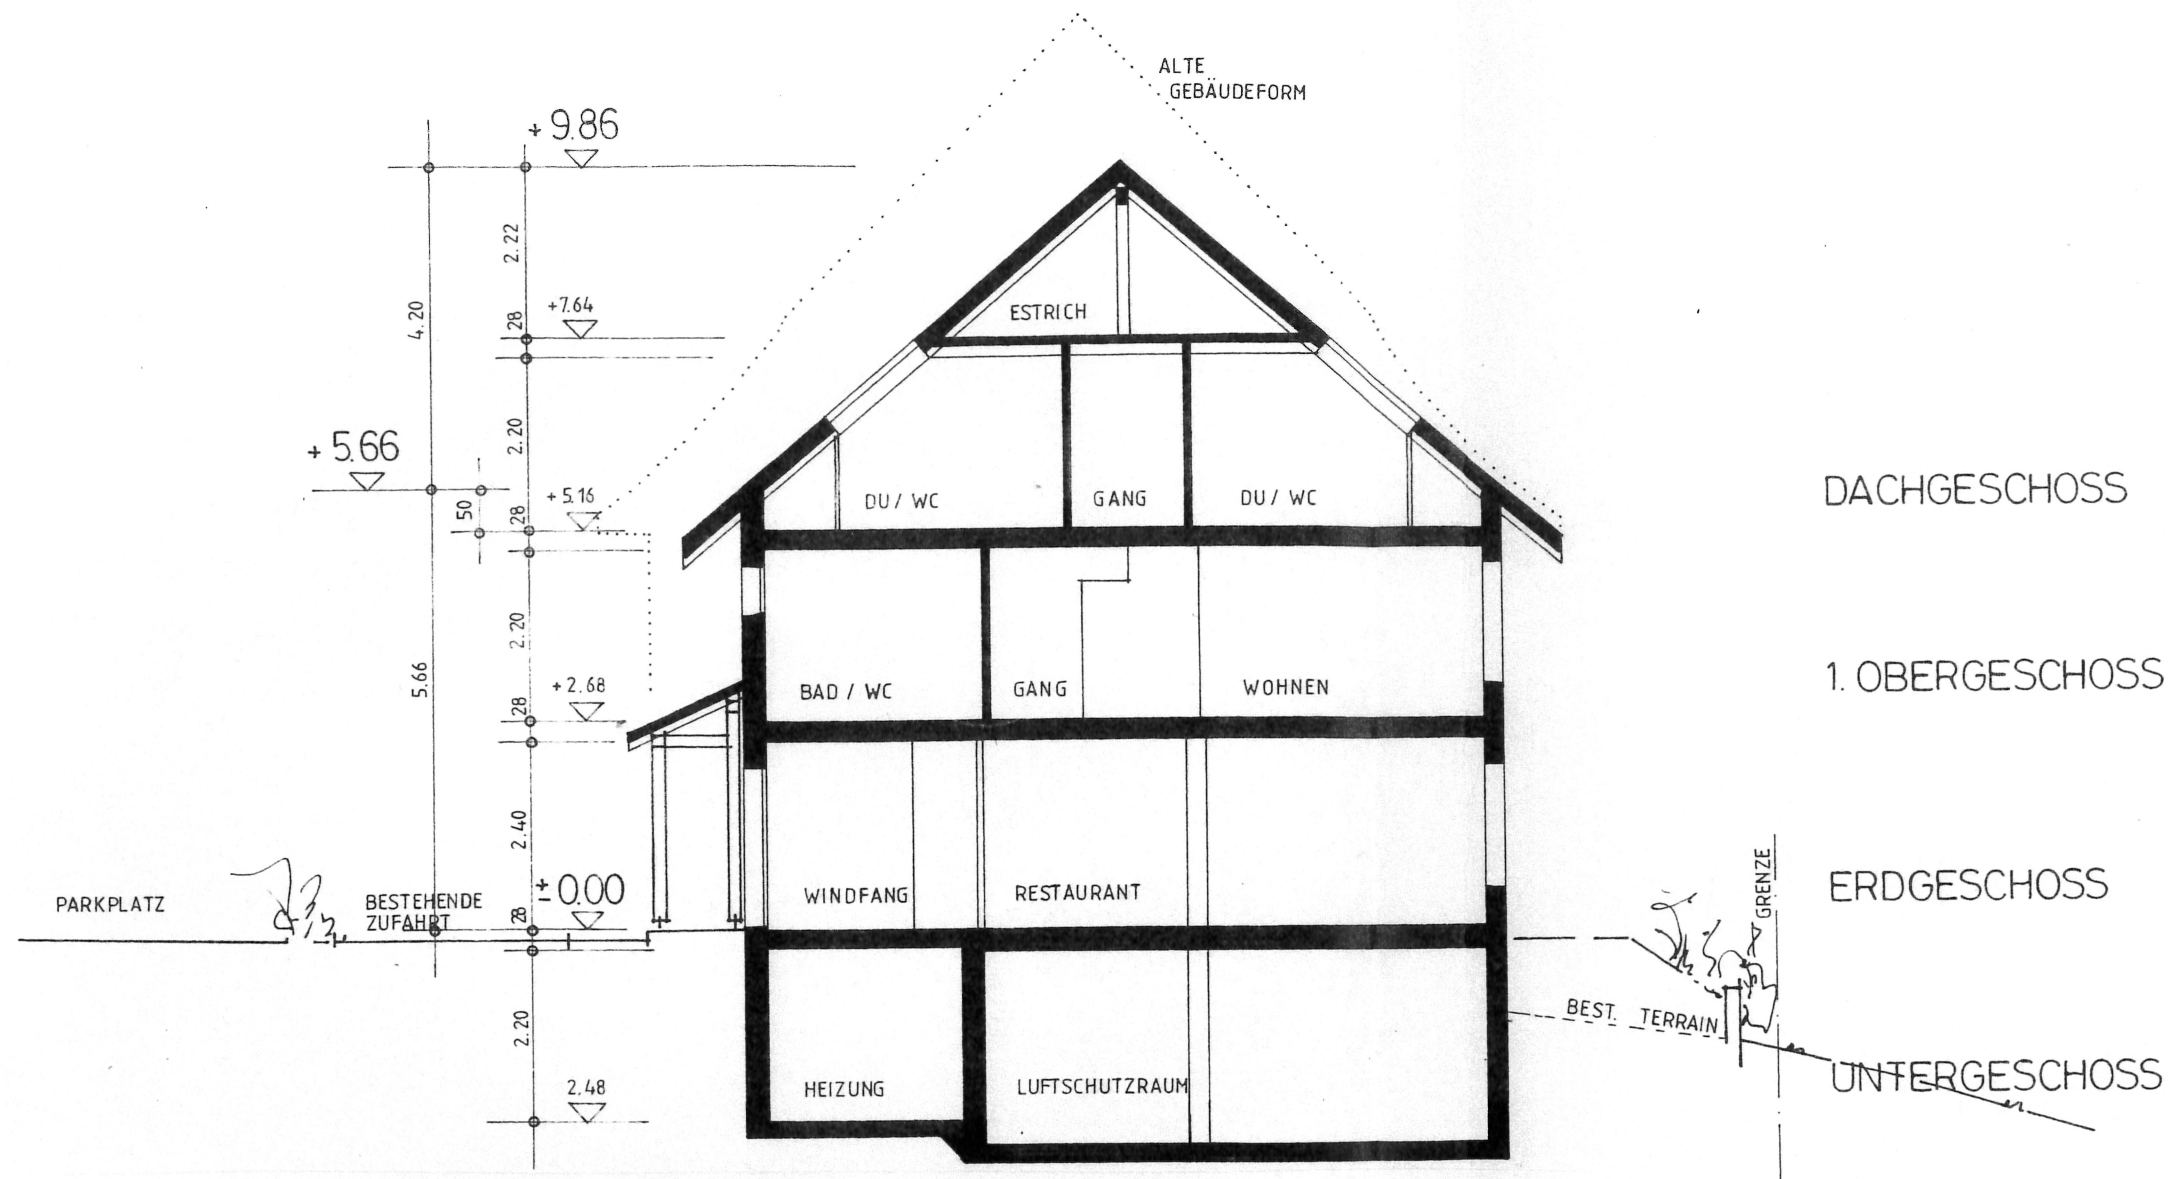 ALTE
GEBÄUDEFORM
+ 9.86
2.22
+7.64
28
4.20
ESTRICH
2.20
+ 5.66
+ 5.16
50
28
DU / WC
GANG
DU / WC
DACHGESCHOSS
2.20
5.66
+ 2.68
28
BAD / WC
GANG
WOHNEN
1. OBERGESCHOSS
2.40
± 0.00
28
PARKPLATZ
BESTEHENDE
ZUFAHRT
WINDFANG
RESTAURANT
GRENZE
ERDGESCHOSS
2.20
BEST. TERRAIN
2.48
HEIZUNG
LUFTSCHUTZRAUM
UNTERGESCHOSS